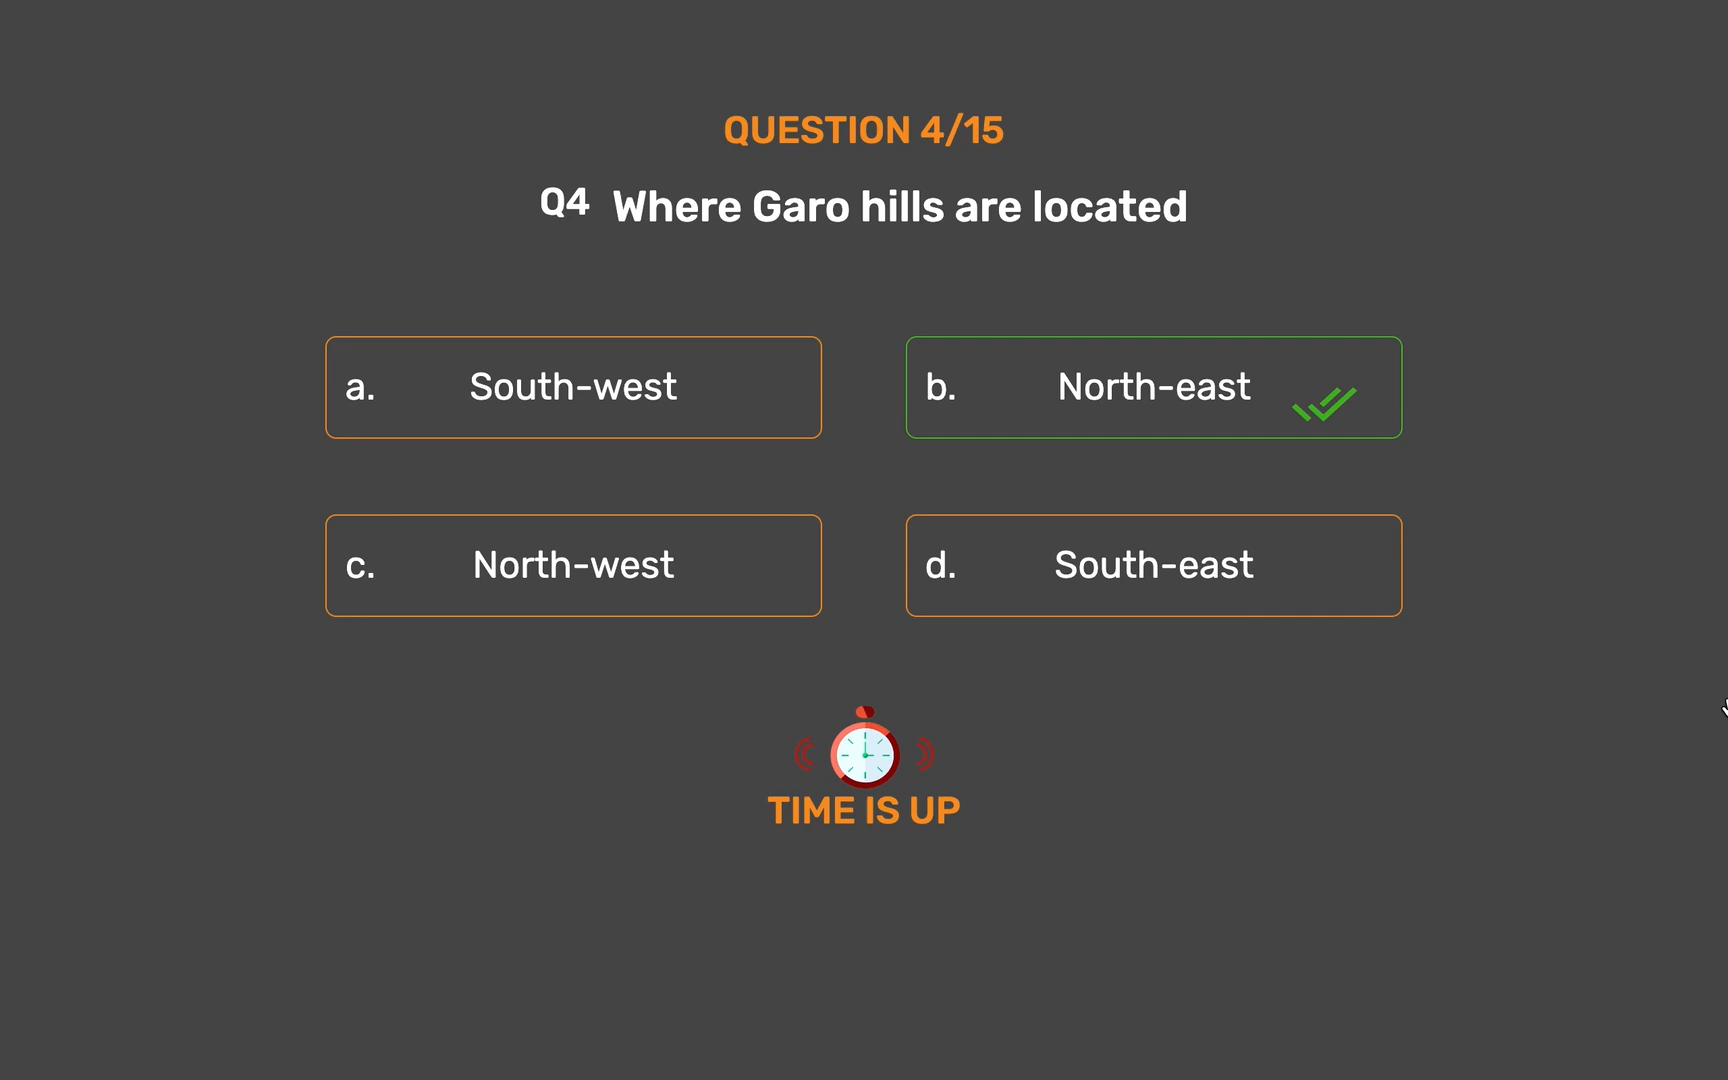 QUESTION 4/15
Q4 Where Garo hills are located
a. South-west
b. North-east
c. North-west
d. South-east
TIME IS UP